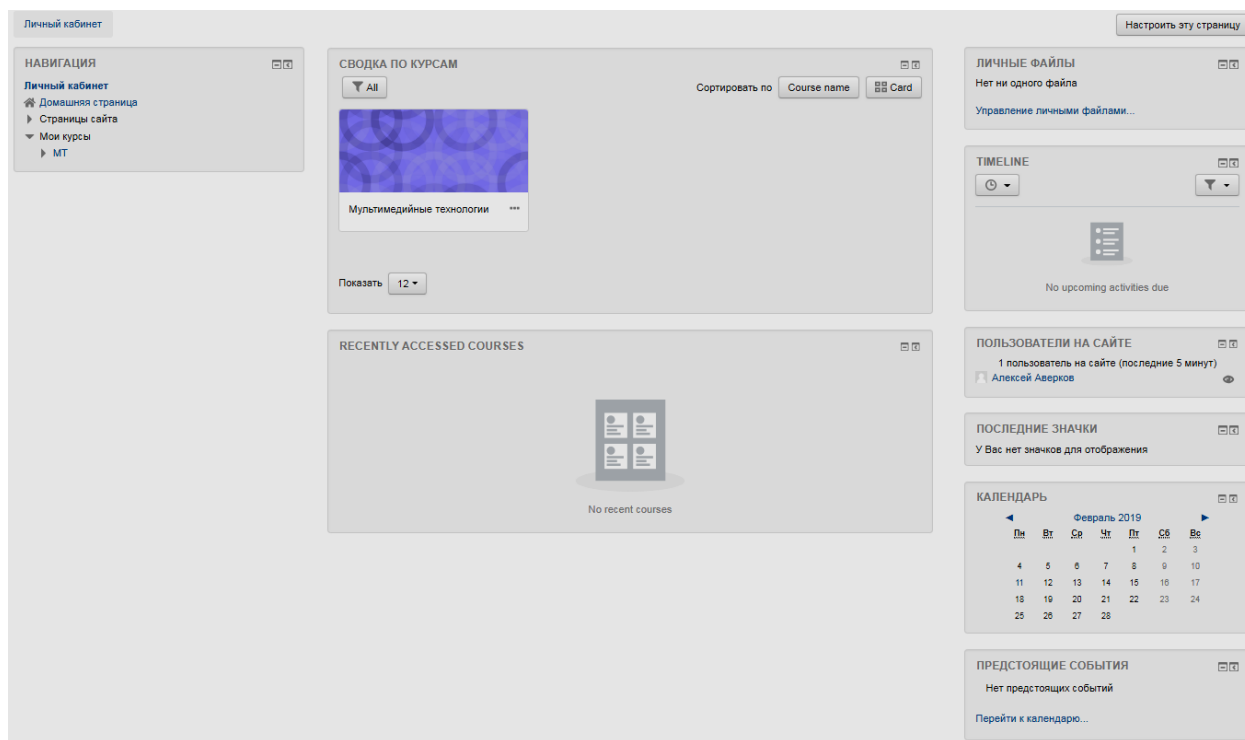 Личный кабинет
Настроить эту страницу
НАВИГАЦИЯ
Личный кабинет
Домашняя страница
Страницы сайта
Мои курсы
МТ
СВОДКА ПО КУРСАМ
All
Сортировать по Course name Card
Мультимедийные технологии
Показать 12
RECENTLY ACCESSED COURSES
No recent courses
ЛИЧНЫЕ ФАЙЛЫ
Нет ни одного файла
Управление личными файлами...
TIMELINE
No upcoming activities due
ПОЛЬЗОВАТЕЛИ НА САЙТЕ
1 пользователь на сайте (последние 5 минут)
Алексей Аверков
ПОСЛЕДНИЕ ЗНАЧКИ
У Вас нет значков для отображения
КАЛЕНДАРЬ
Февраль 2019
Пн Вт Ср Чт Пт Сб Вс
1 2 3
4 5 6 7 8 9 10
11 12 13 14 15 16 17
18 19 20 21 22 23 24
25 26 27 28
ПРЕДСТОЯЩИЕ СОБЫТИЯ
Нет предстоящих событий
Перейти к календарю...